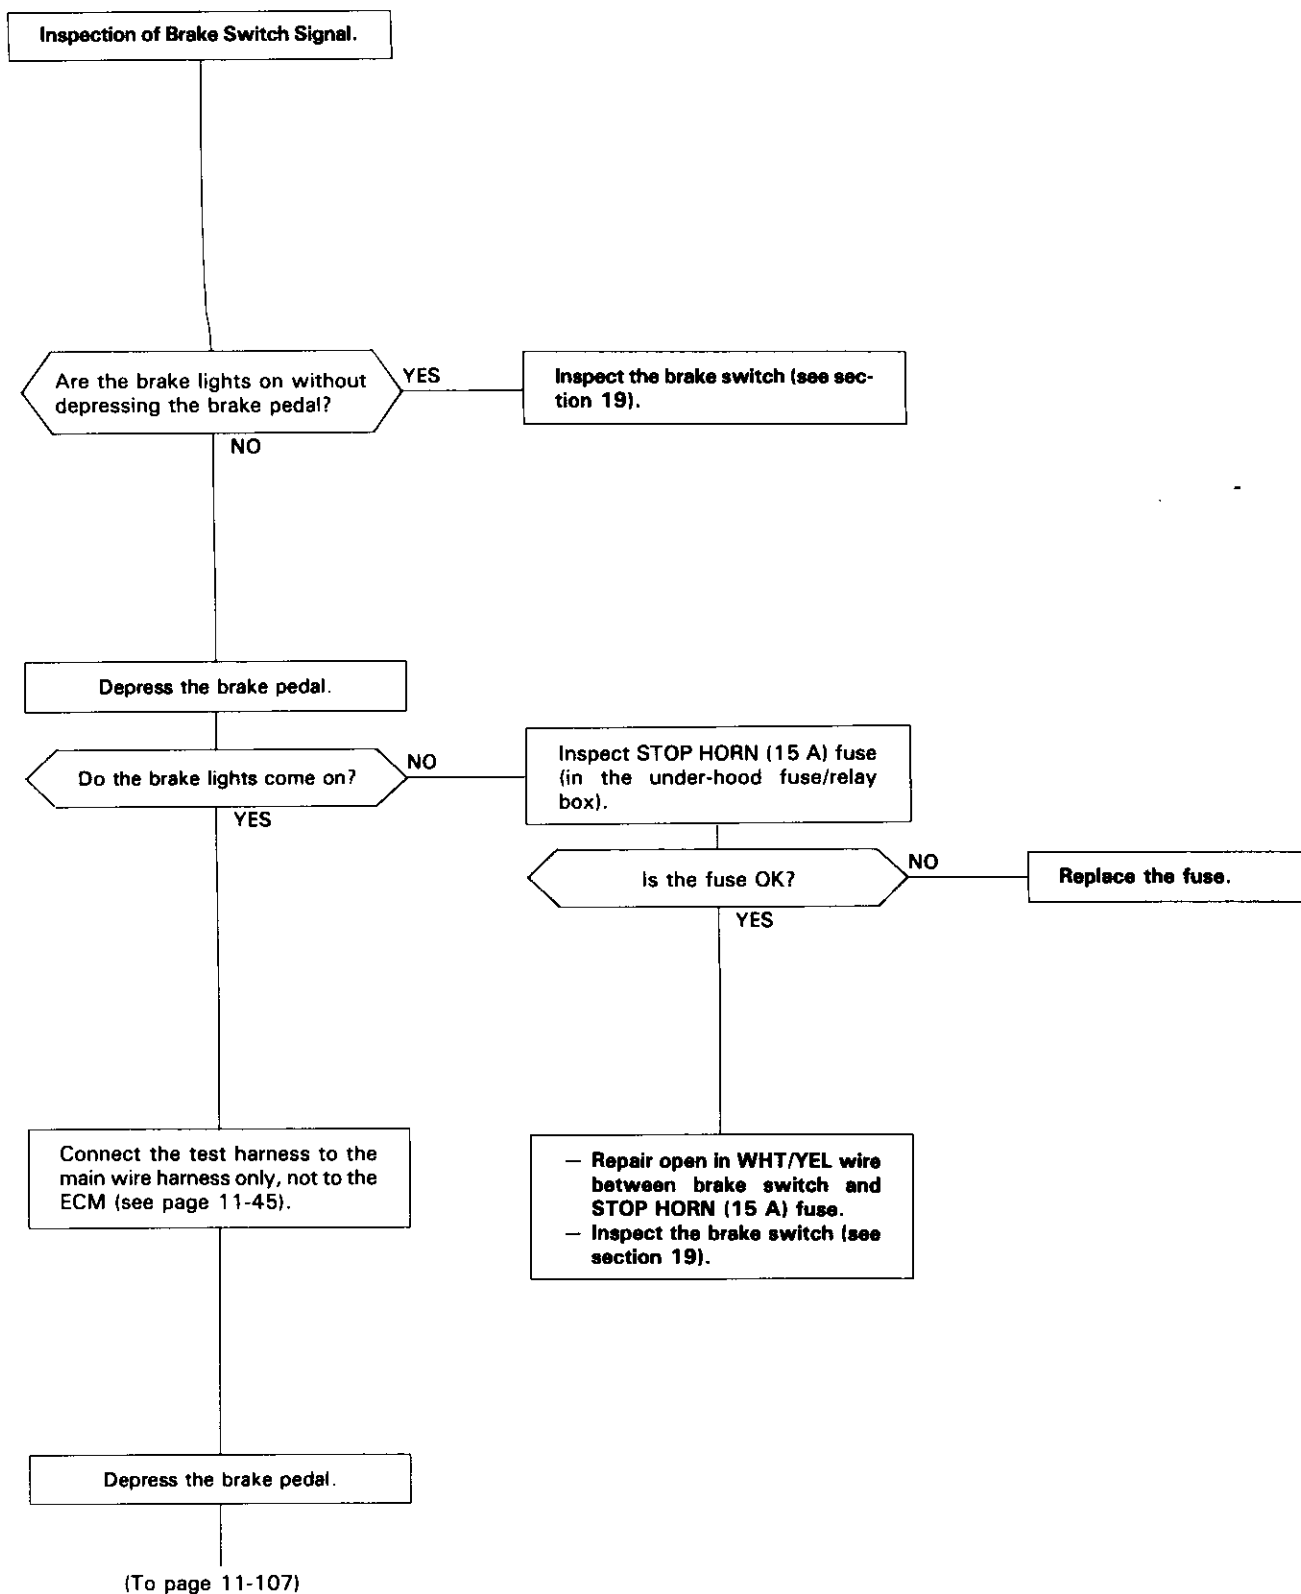 Inspection of Brake Switch Signal.
Are the brake lights on without
depressing the brake pedal?
YES
Inspect the brake switch (see sec-
tion 19).
NO
Depress the brake pedal.
Do the brake lights come on?
NO
Inspect STOP HORN (15 A) fuse
(in the under-hood fuse/relay
box).
YES
Is the fuse OK?
NO
Replace the fuse.
YES
Connect the test harness to the
main wire harness only, not to the
ECM (see page 11-45).
— Repair open in WHT/YEL wire
between brake switch and
STOP HORN (15 A) fuse.
— Inspect the brake switch (see
section 19).
Depress the brake pedal.
(To page 11-107)